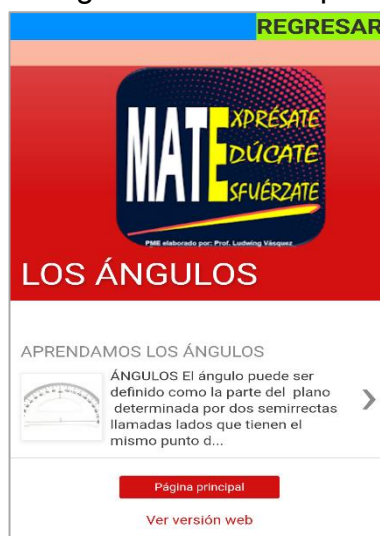 REGRESAR
MATE
XPRÉSATE
DÚCATE
SFUÉRZATE
PME elaborado por: Prof. Ludwing Vásquez
LOS ÁNGULOS
APRENDAMOS LOS ÁNGULOS
ÁNGULOS El ángulo puede ser
definido como la parte del plano
determinada por dos semirrectas
llamadas lados que tienen el
mismo punto d...
Página principal
Ver versión web